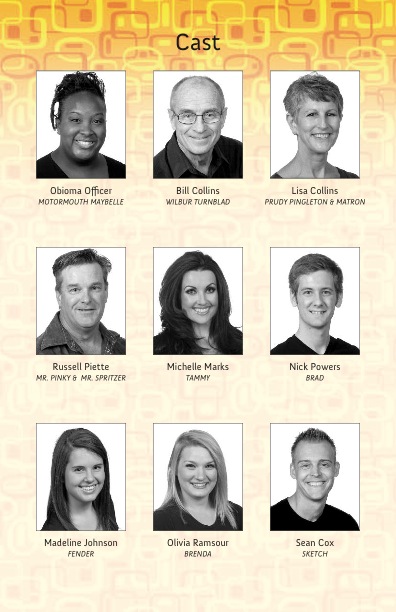 Cast
Obioma Officer
MOTORMOUTH MAYBELLE
Bill Collins
WILBUR TURNBLAD
Lisa Collins
PRUDY PINGLETON & MATRON
Russell Piette
MR. PINKY & MR. SPRITZER
Michelle Marks
TAMMY
Nick Powers
BRAD
Madeline Johnson
FENDER
Olivia Ramsour
BRENDA
Sean Cox
SKETCH